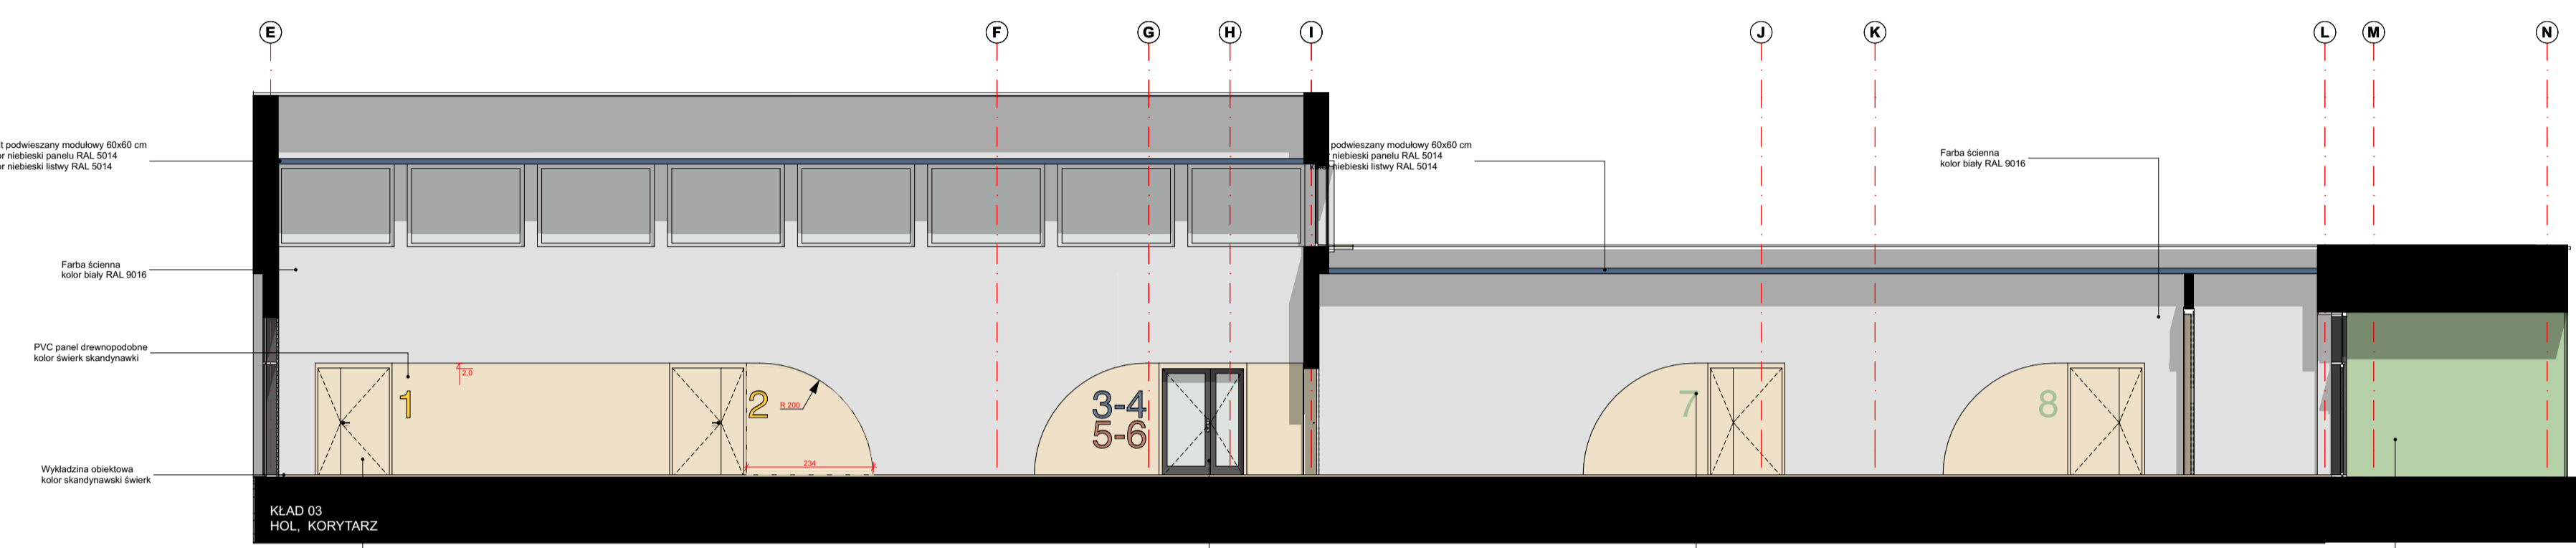 E F G H I J K L M N
t podwieszany modułowy 60x60 cm
or niebieski panelu RAL 5014
or niebieski listwy RAL 5014
podwieszany modułowy 60x60 cm
niebieski panelu RAL 5014
niebieski listwy RAL 5014
Farba ścienna
kolor biały RAL 9016
Farba ścienna
kolor biały RAL 9016
PVC panel drewnopodobne
kolor świerk skandynawki
2,0
1
2
R 200
3-4
5-6
7
8
234
Wykładzina obiektowa
kolor skandynawski świerk
KŁAD 03
HOL, KORYTARZ